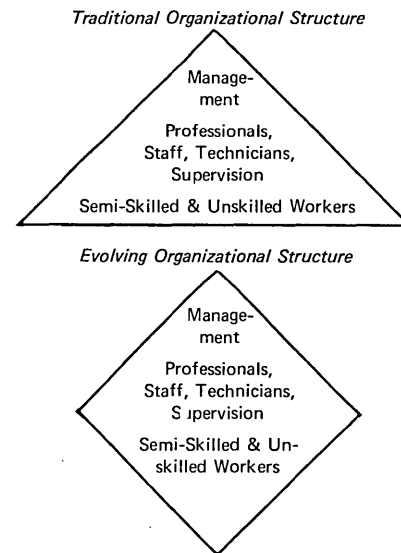 Traditional Organizational Structure
Manage-
ment
Professionals,
Staff, Technicians,
Supervision
Semi-Skilled & Unskilled Workers
Evolving Organizational Structure
Manage-
ment
Professionals,
Staff, Technicians,
Supervision
Semi-Skilled & Un-
skilled Workers